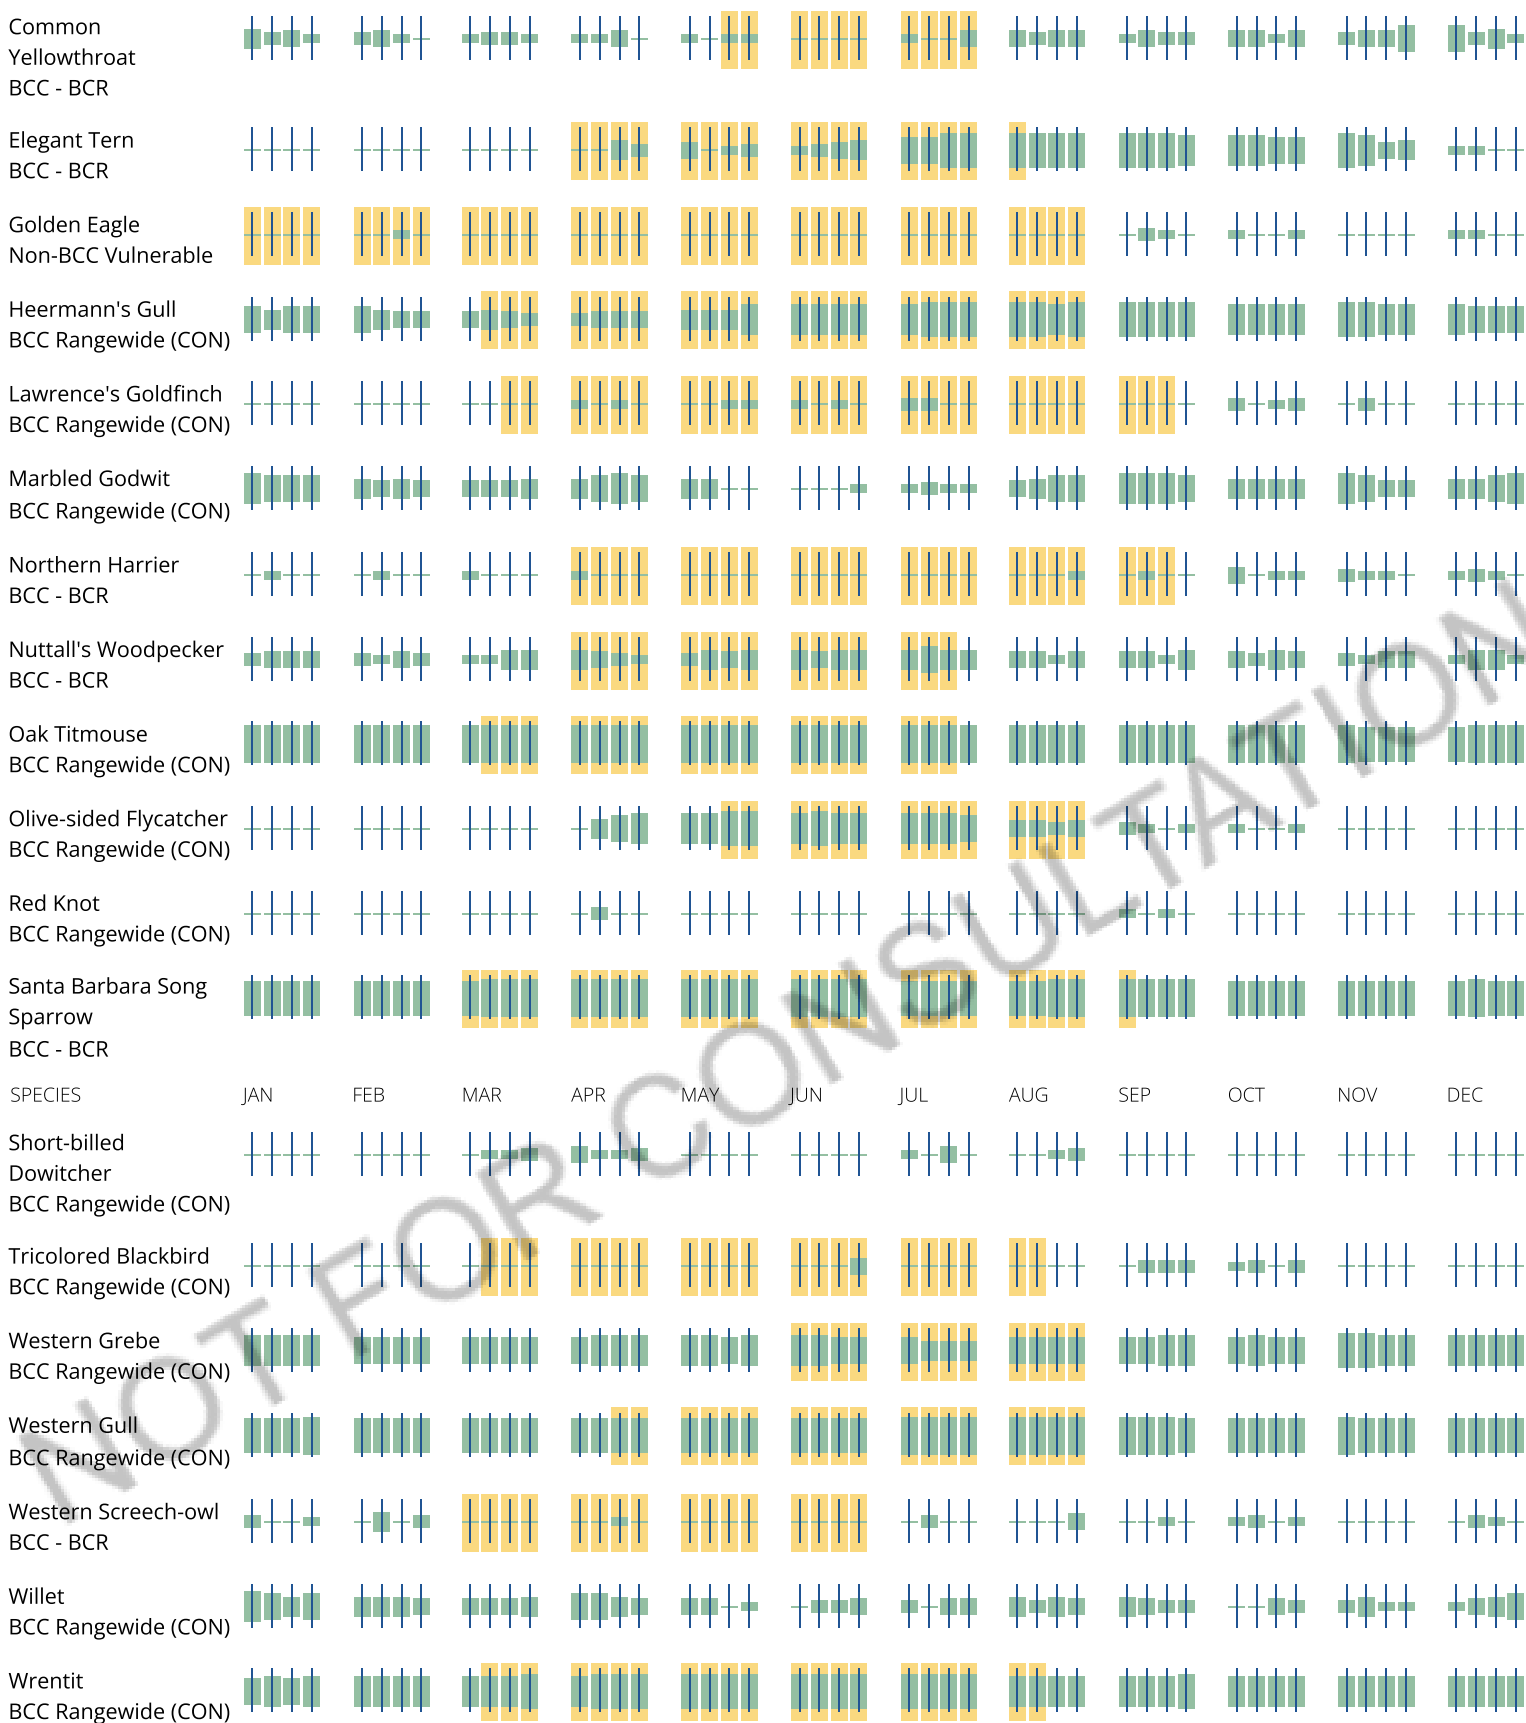 Common
Yellowthroat
BCC - BCR
Elegant Tern
BCC - BCR
Golden Eagle
Non-BCC Vulnerable
Heermann's Gull
BCC Rangewide (CON)
Lawrence's Goldfinch
BCC Rangewide (CON)
Marbled Godwit
BCC Rangewide (CON)
Northern Harrier
BCC - BCR
Nuttall's Woodpecker
BCC - BCR
Oak Titmouse
BCC Rangewide (CON)
Olive-sided Flycatcher
BCC Rangewide (CON)
Red Knot
BCC Rangewide (CON)
Santa Barbara Song
Sparrow
BCC - BCR
SPECIES JAN FEB MAR APR MAY JUN JUL AUG SEP OCT NOV DEC
Short-billed
Dowitcher
BCC Rangewide (CON)
Tricolored Blackbird
BCC Rangewide (CON)
Western Grebe
BCC Rangewide (CON)
Western Gull
BCC Rangewide (CON)
Western Screech-owl
BCC - BCR
Willet
BCC Rangewide (CON)
Wrentit
BCC Rangewide (CON)
NOT FOR CONSULTATION